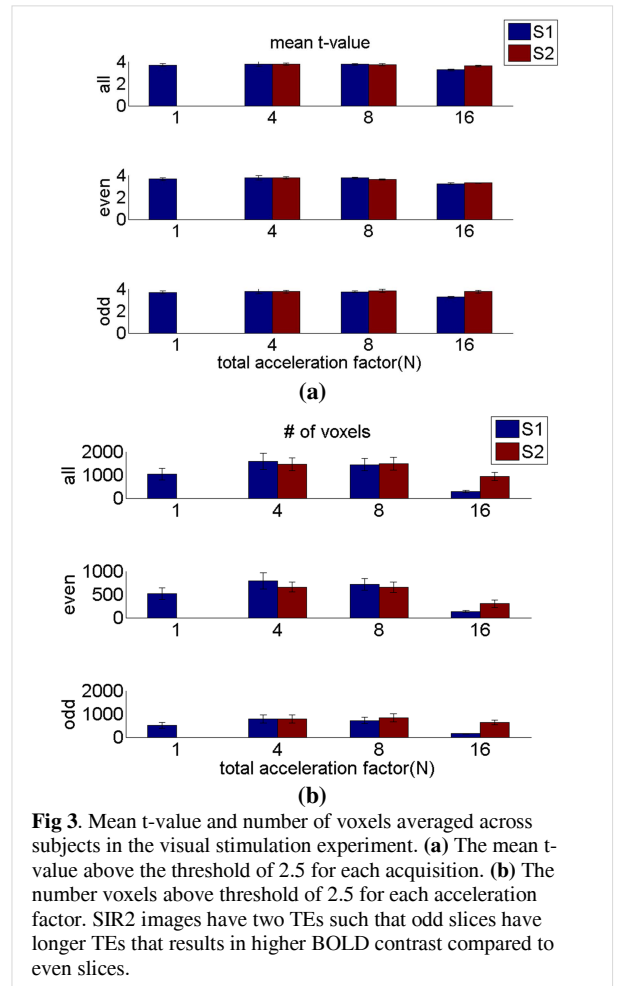 mean t-value
S1
S2
all
4
2
0
1 4 8 16
even
4
2
0
1 4 8 16
odd
4
2
0
1 4 8 16
total acceleration factor(N)
(a)
# of voxels
S1
S2
all
2000
1000
0
1 4 8 16
even
1000
500
0
1 4 8 16
odd
2000
1000
0
1 4 8 16
total acceleration factor(N)
(b)
Fig 3. Mean t-value and number of voxels averaged across
subjects in the visual stimulation experiment. (a) The mean t-
value above the threshold of 2.5 for each acquisition. (b) The
number voxels above threshold of 2.5 for each acceleration
factor. SIR2 images have two TEs such that odd slices have
longer TEs that results in higher BOLD contrast compared to
even slices.